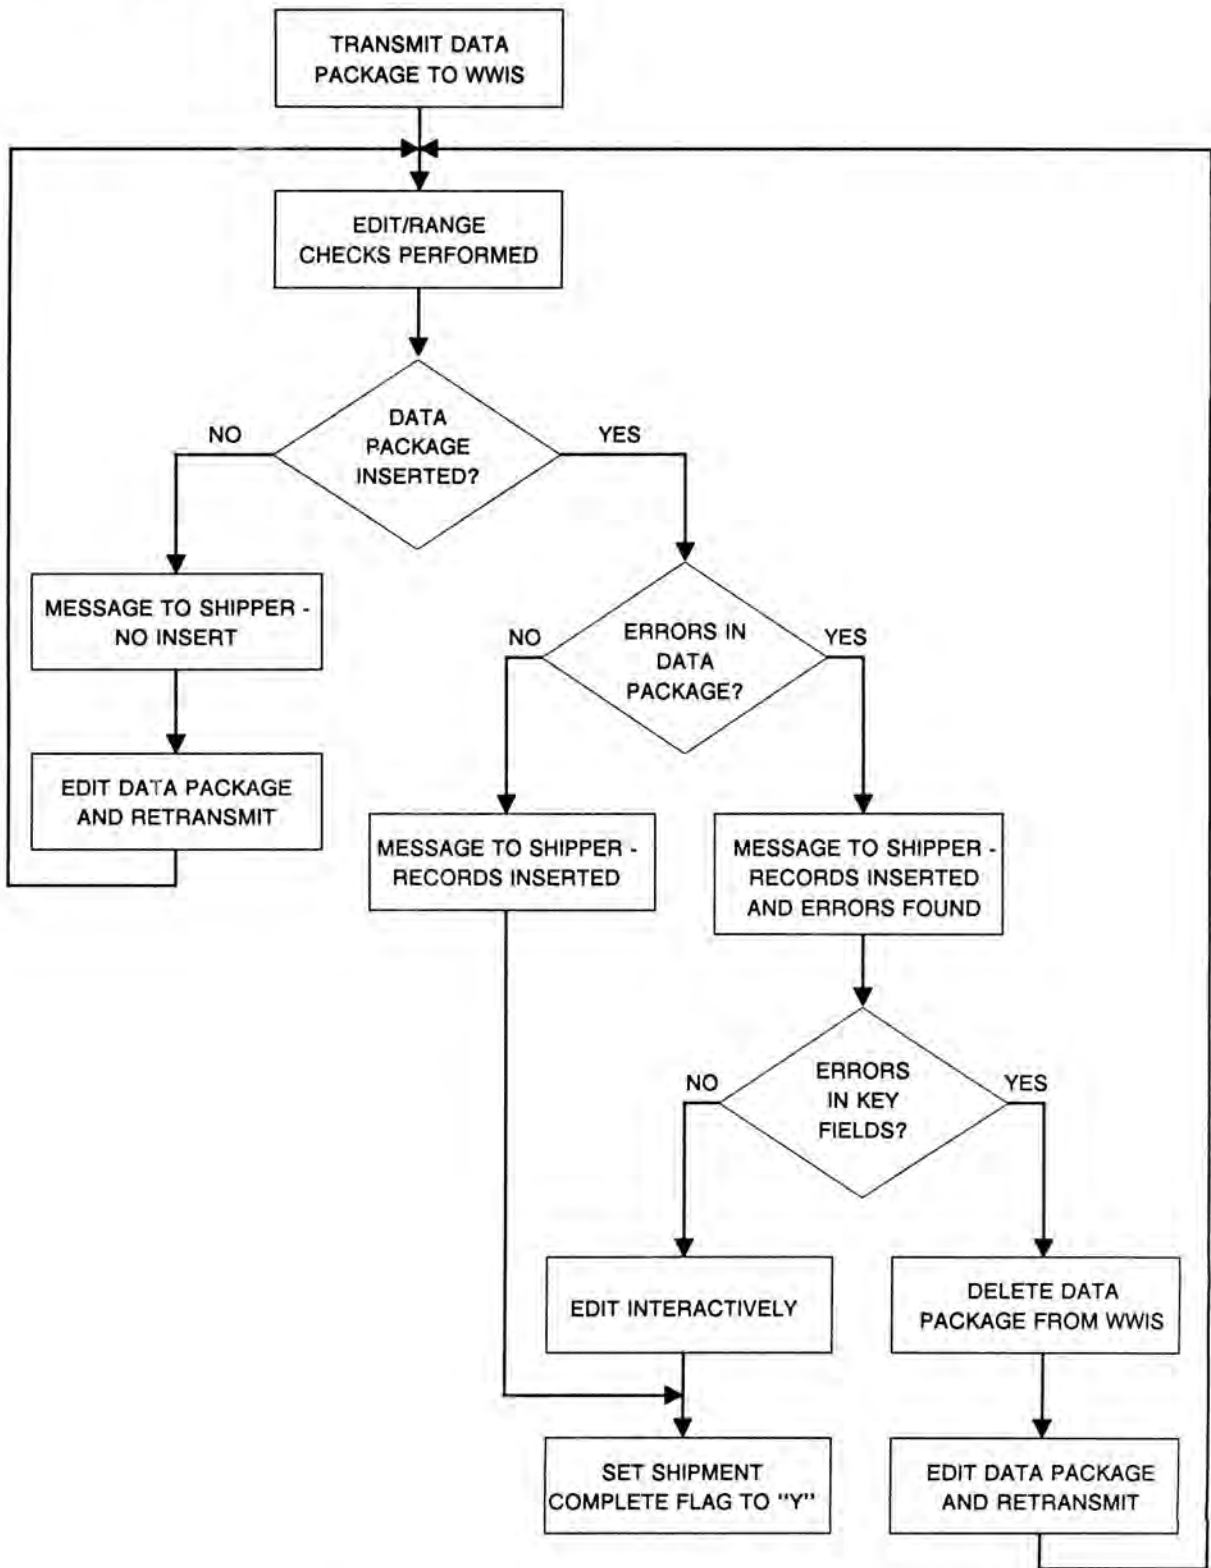 TRANSMIT DATA
PACKAGE TO WWIS
EDIT/RANGE
CHECKS PERFORMED
DATA
PACKAGE
INSERTED?
NO
YES
MESSAGE TO SHIPPER -
NO INSERT
EDIT DATA PACKAGE
AND RETRANSMIT
ERRORS IN
DATA
PACKAGE?
NO
YES
MESSAGE TO SHIPPER -
RECORDS INSERTED
MESSAGE TO SHIPPER -
RECORDS INSERTED
AND ERRORS FOUND
ERRORS
IN KEY
FIELDS?
NO
YES
EDIT INTERACTIVELY
DELETE DATA
PACKAGE FROM WWIS
SET SHIPMENT
COMPLETE FLAG TO "Y"
EDIT DATA PACKAGE
AND RETRANSMIT